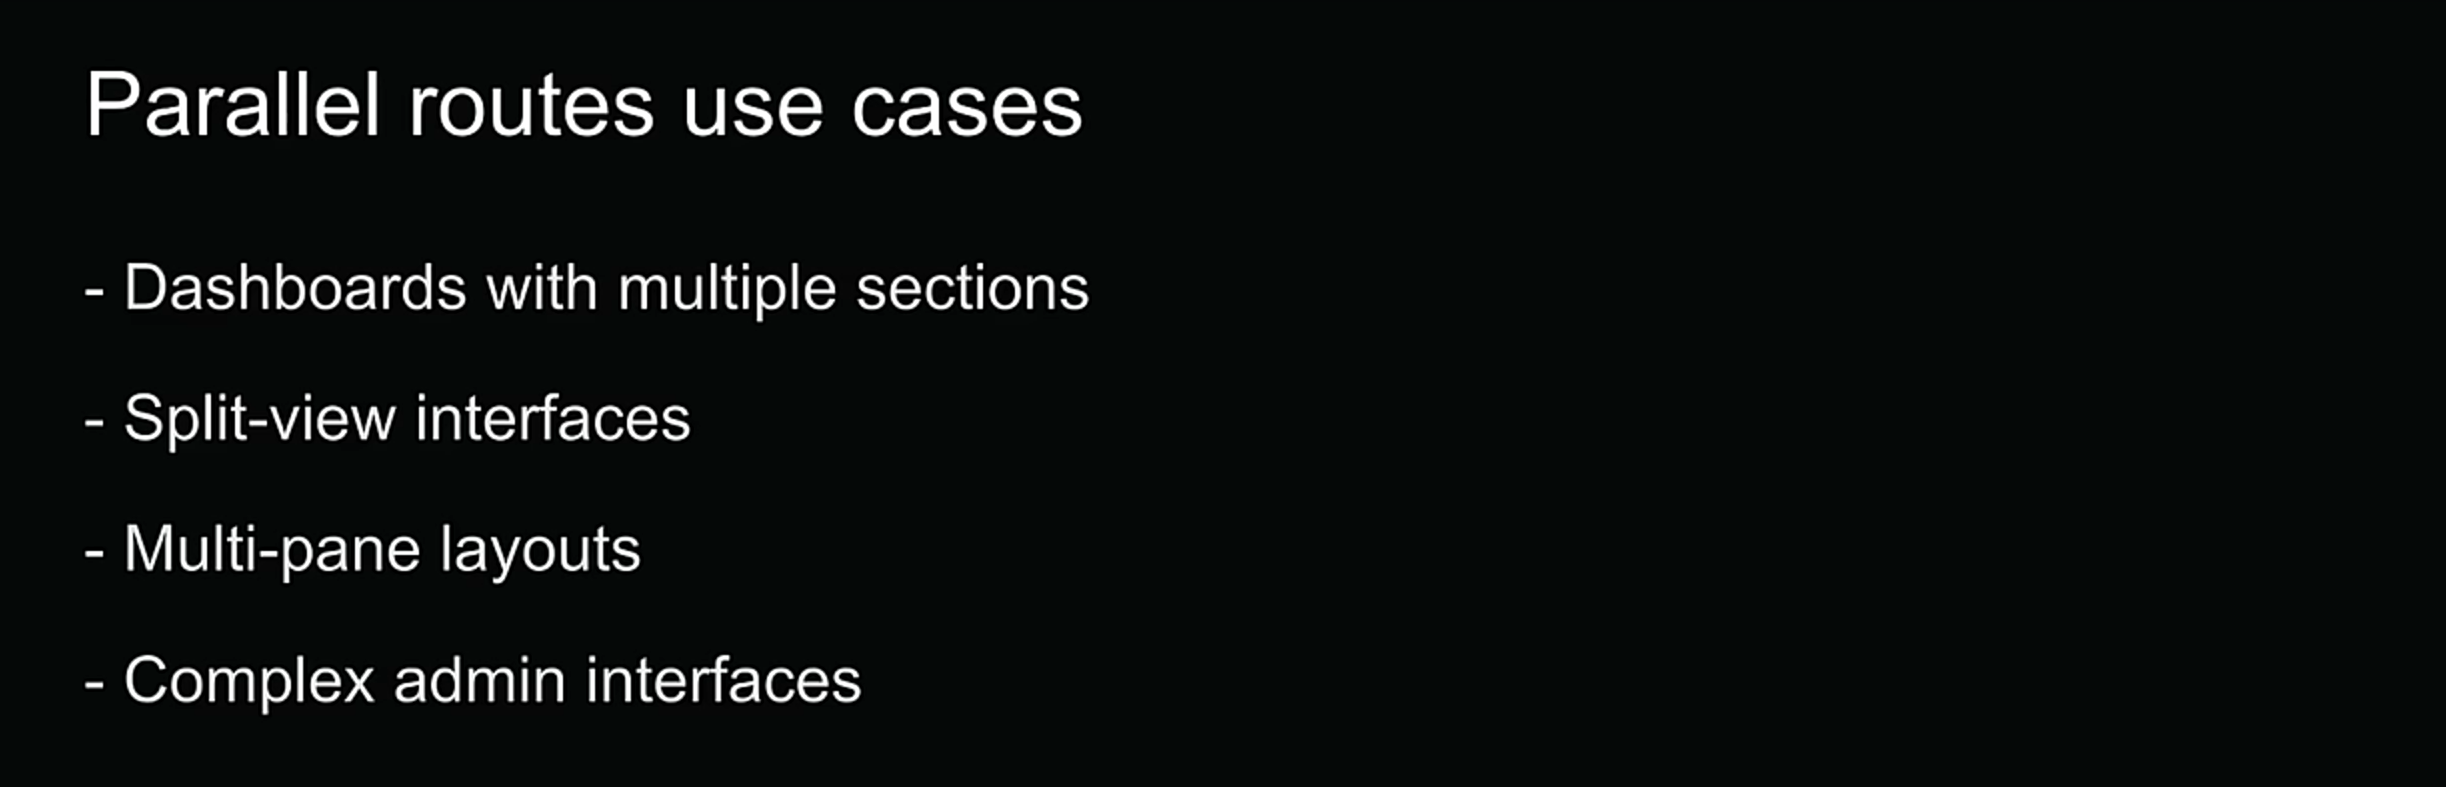 Parallel routes use cases
- Dashboards with multiple sections
- Split-view interfaces
- Multi-pane layouts
- Complex admin interfaces